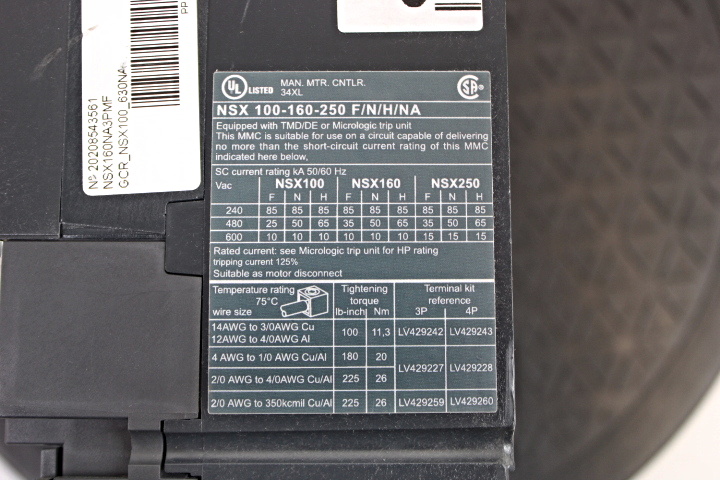 Nº 20208543561
NSX160NA3PMF
GCR_NSX100_630NA
PP
UL LISTED MAN. MTR. CNTLR.
34XL
SA
NSX 100-160-250 F/N/H/NA
Equipped with TMD/DE or Micrologic trip unit
This MMC is suitable for use on a circuit capable of delivering
no more than the short-circuit current rating of this MMC
indicated here below,
SC current rating kA 50/60 Hz
Vac NSX100 NSX160 NSX250
F N H F N H F N H
240 85 85 85 85 85 85 85 85 85
480 25 50 65 35 50 65 35 50 65
600 10 10 10 10 10 10 15 15 15
Rated current: see Micrologic trip unit for HP rating
tripping current 125%
Suitable as motor disconnect
Temperature rating 75°C wire size
Tightening torque
lb-inch Nm
Terminal kit reference
3P 4P
14AWG to 3/0AWG Cu
12AWG to 4/0AWG Al 100 11,3 LV429242 LV429243
4 AWG to 1/0 AWG Cu/Al 180 20
LV429227 LV429228
2/0 AWG to 4/0AWG Cu/Al 225 26
2/0 AWG to 350kcmil Cu/Al 225 26 LV429259 LV429260